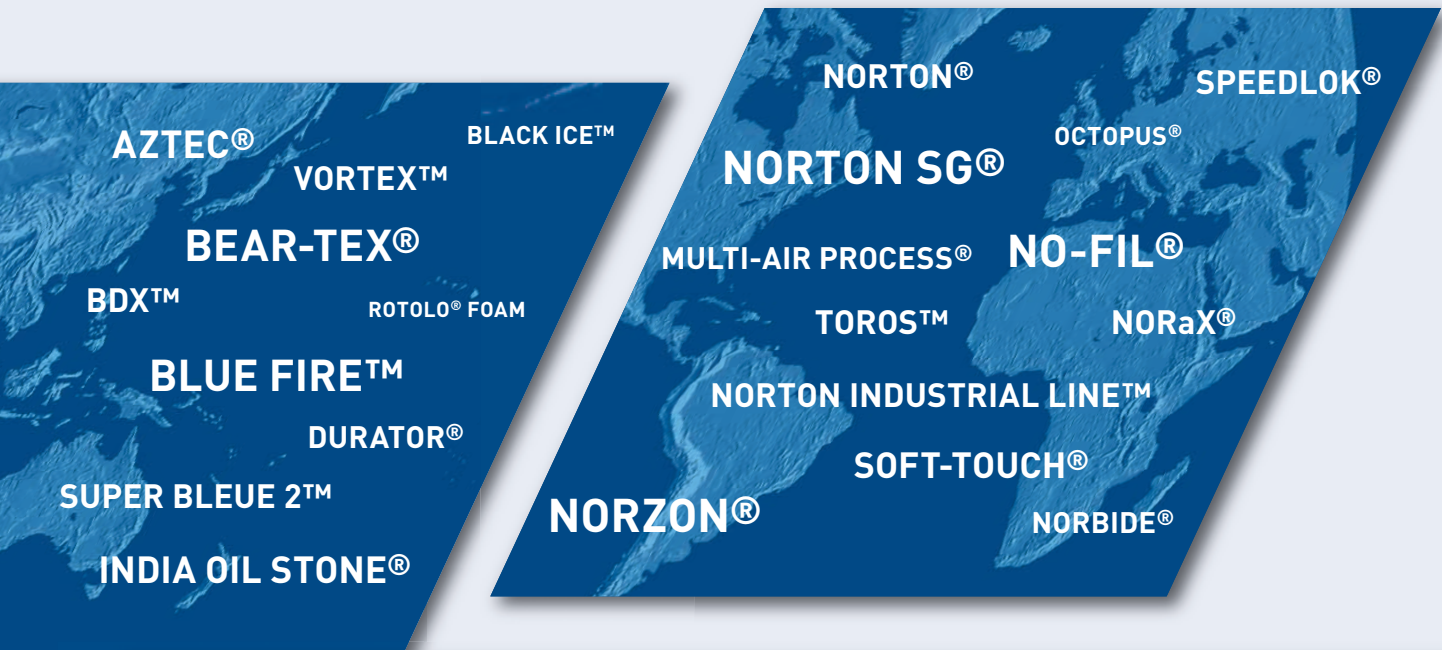 AZTEC®
BLACK ICE™
VORTEX™
BEAR-TEX®
BDX™
ROTOLO® FOAM
BLUE FIRE™
DURATOR®
SUPER BLEUE 2™
INDIA OIL STONE®
NORTON®
SPEEDLOK®
OCTOPUS®
NORTON SG®
MULTI-AIR PROCESS®
NO-FIL®
TOROS™
NORaX®
NORTON INDUSTRIAL LINE™
SOFT-TOUCH®
NORZON®
NORBIDE®